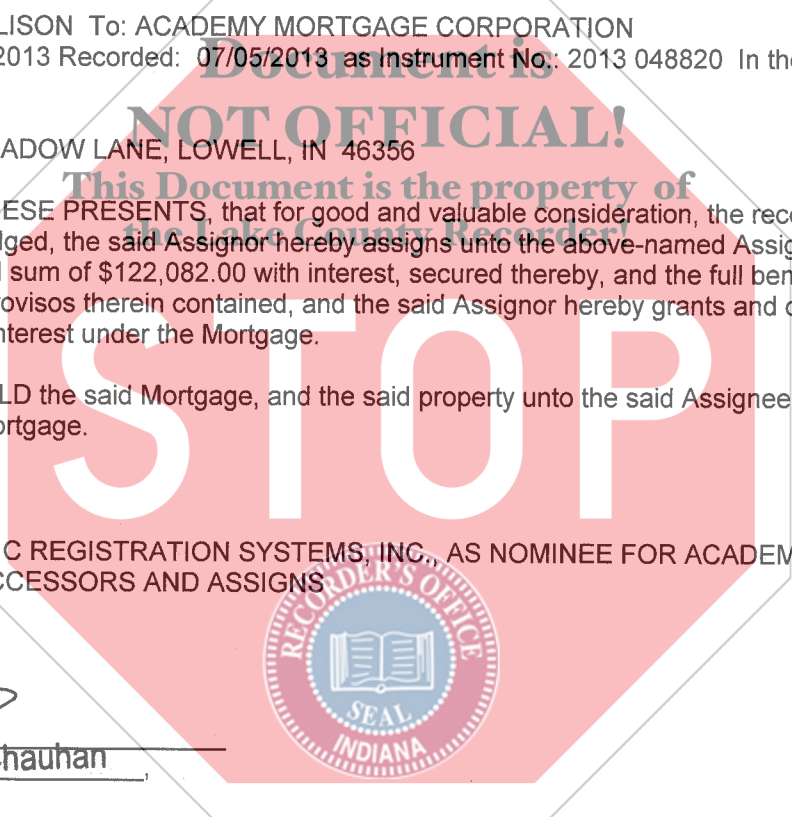 LISON To: ACADEMY MORTGAGE CORPORATION
2013 Recorded: 07/05/2013 as Instrument No.: 2013 048820 In the
Document is
NOT OFFICIAL!
ADOW LANE, LOWELL, IN 46356
This Document is the property of
ESE PRESENTS, that for good and valuable consideration, the rece
the Lake County Recorder!
dged, the said Assignor hereby assigns unto the above-named Assig
sum of $122,082.00 with interest, secured thereby, and the full ben
ovisos therein contained, and the said Assignor hereby grants and c
nterest under the Mortgage.
LD the said Mortgage, and the said property unto the said Assignee
ortgage.
STOP
C REGISTRATION SYSTEMS, INC., AS NOMINEE FOR ACADEM
CCESSORS AND ASSIGNS
RECORDER'S OFFICE
SEAL
INDIANA
hauhan,